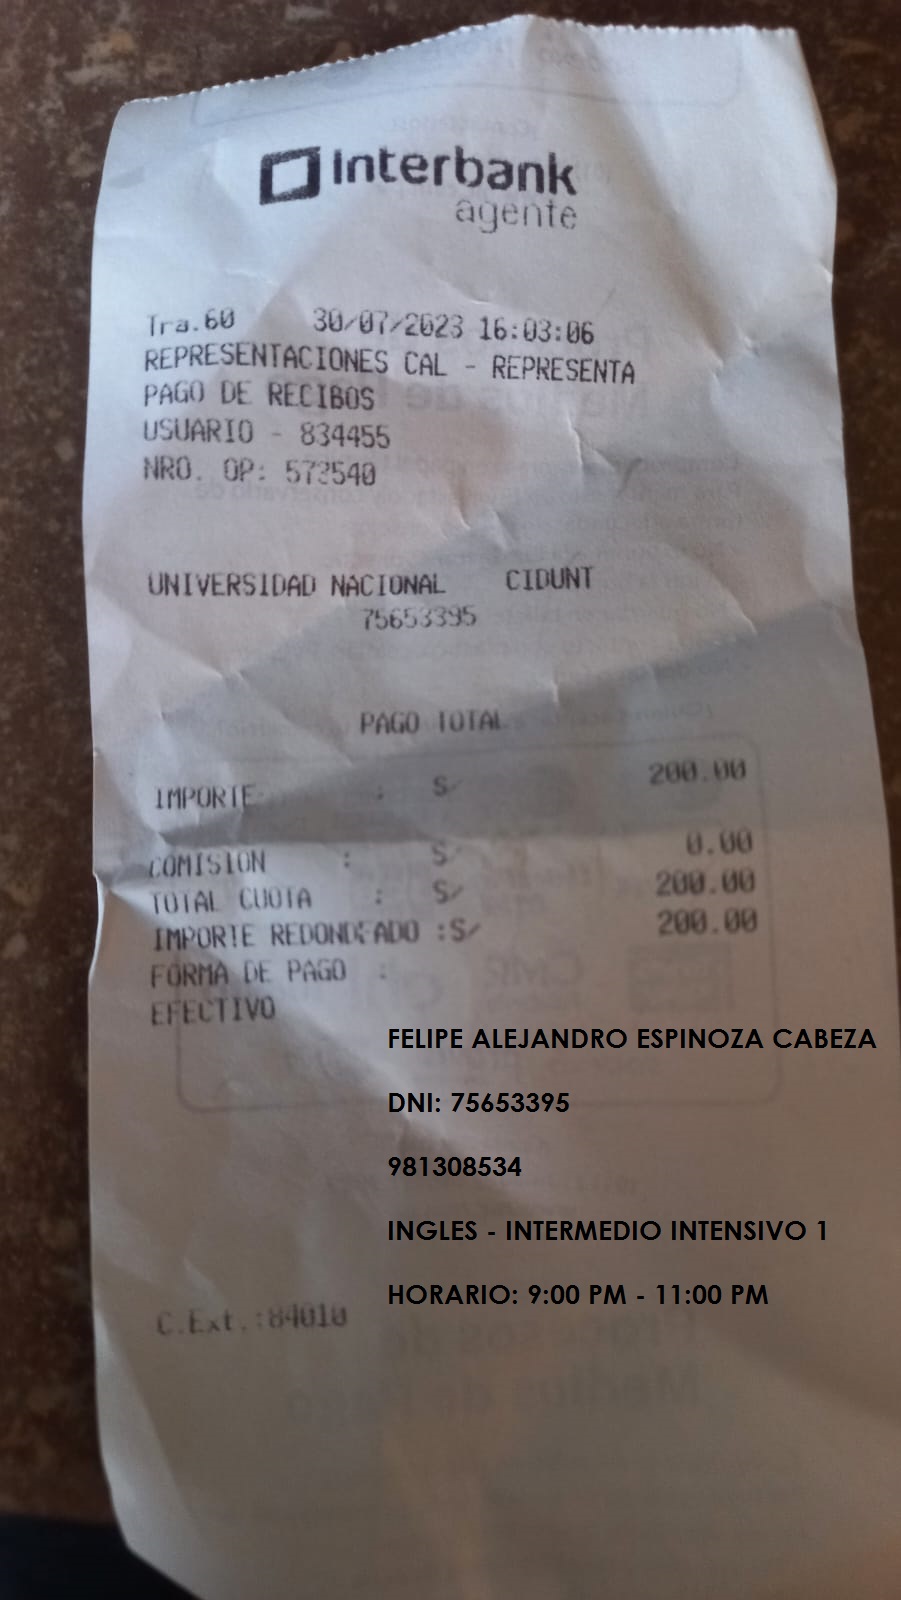 Interbank
agente
Tra.60 30/07/2023 16:03:06
REPRESENTACIONES CAL - REPRESENTA
PAGO DE RECIBOS
USUARIO - 834455
NRO. OP: 573540
UNIVERSIDAD NACIONAL CIDUNT
75653395
PAGO TOTAL
IMPORTE : S/ 200.00
COMISION : S/ 0.00
TOTAL CUOTA : S/ 200.00
IMPORTE REDONDEADO :S/ 200.00
FORMA DE PAGO :
EFECTIVO
FELIPE ALEJANDRO ESPINOZA CABEZA
DNI: 75653395
981308534
INGLES - INTERMEDIO INTENSIVO 1
HORARIO: 9:00 PM - 11:00 PM
C.Ext.:84010